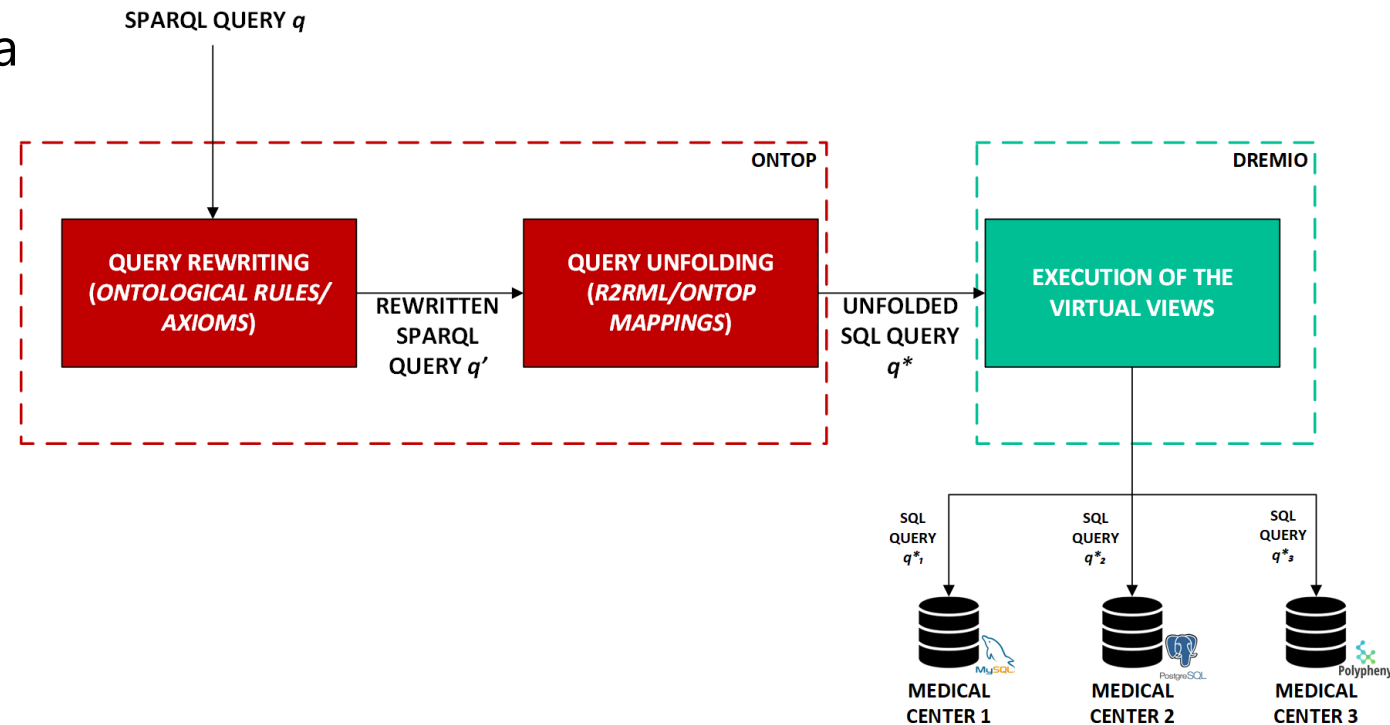 SPARQL QUERY q
a
ONTOP
DREMIO
QUERY REWRITING
(ONTOLOGICAL RULES/
AXIOMS)
REWRITTEN
SPARQL
QUERY q’
QUERY UNFOLDING
(R2RML/ONTOP
MAPPINGS)
UNFOLDED
SQL QUERY
q*
EXECUTION OF THE
VIRTUAL VIEWS
SQL
QUERY
q*₁
SQL
QUERY
q*₂
SQL
QUERY
q*₃
MySQL
PostgreSQL
Polypheny
MEDICAL
CENTER 1
MEDICAL
CENTER 2
MEDICAL
CENTER 3